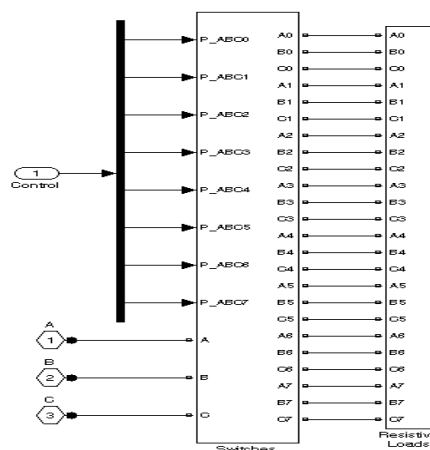 1
Control
P_ABC0
P_ABC1
P_ABC2
P_ABC3
P_ABC4
P_ABC5
P_ABC6
P_ABC7
A
1
B
2
C
3
A
B
C
A0
B0
C0
A1
B1
C1
A2
B2
C2
A3
B3
C3
A4
B4
C4
A5
B5
C5
A6
B6
C6
A7
B7
C7
Switches
A0
B0
C0
A1
B1
C1
A2
B2
C2
A3
B3
C3
A4
B4
C4
A5
B5
C5
A6
B6
C6
A7
B7
C7
Resistiv
Loads